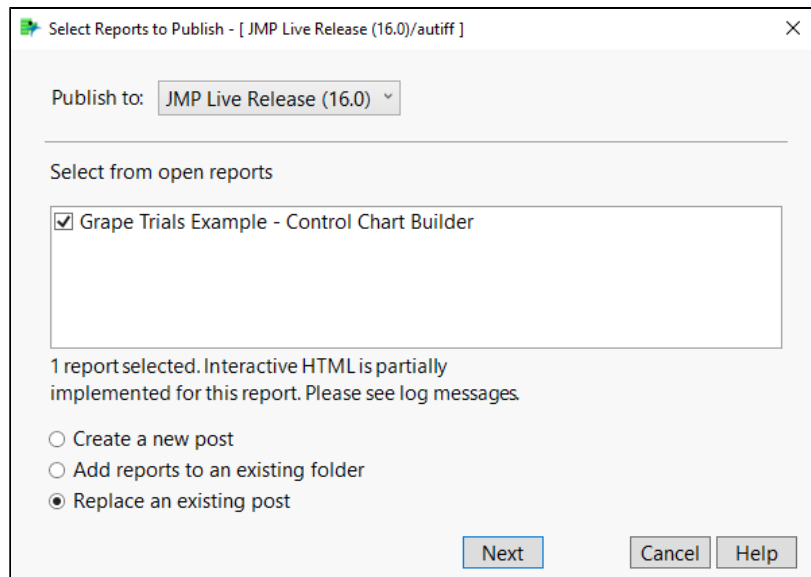 Select Reports to Publish - [ JMP Live Release (16.0)/autiff ]
Publish to: JMP Live Release (16.0)
Select from open reports
Grape Trials Example - Control Chart Builder
1 report selected. Interactive HTML is partially
implemented for this report. Please see log messages.
Create a new post
Add reports to an existing folder
Replace an existing post
Next Cancel Help